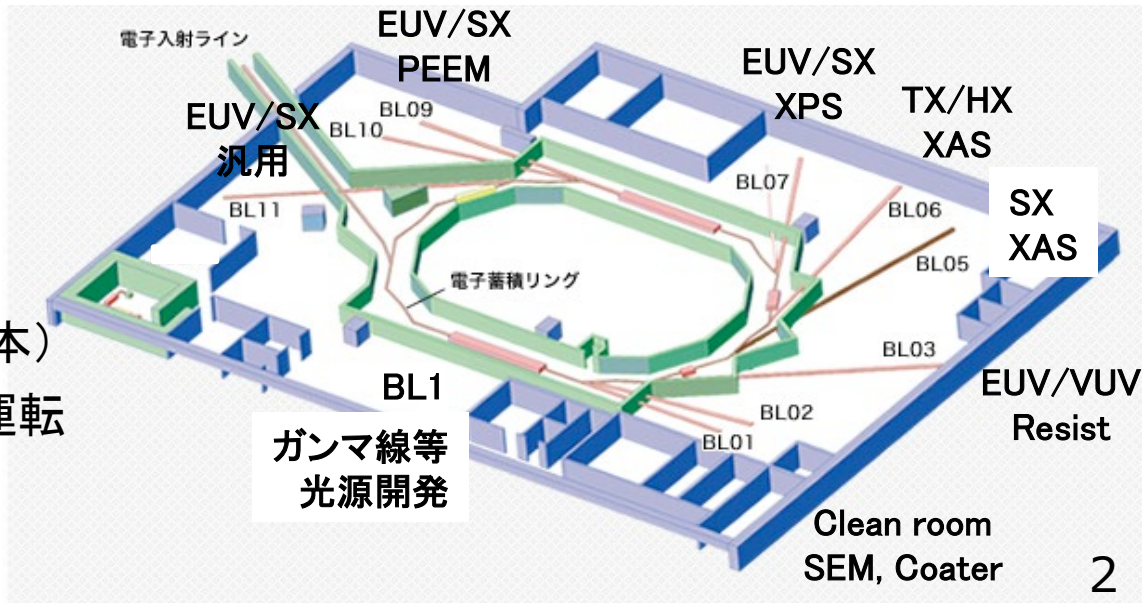 電子入射ライン
EUV/SX
PEEM
EUV/SX
XPS
TX/HX
XAS
EUV/SX
汎用
BL09
BL10
BL11
BL07
BL06
BL05
SX
XAS
電子蓄積リング
本）
運転
BL03
EUV/VUV
Resist
BL1
BL02
BL01
ガンマ線等
光源開発
Clean room
SEM, Coater
2